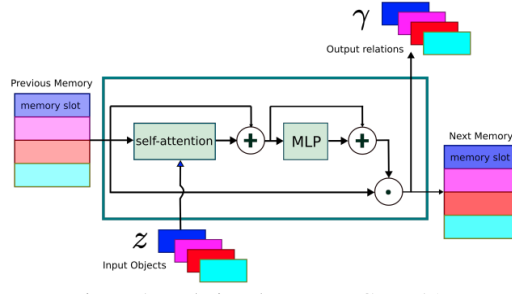 γ
Output relations
Previous Memory
memory slot
self-attention
+
MLP
+
Next Memory
memory slot
z
Input Objects